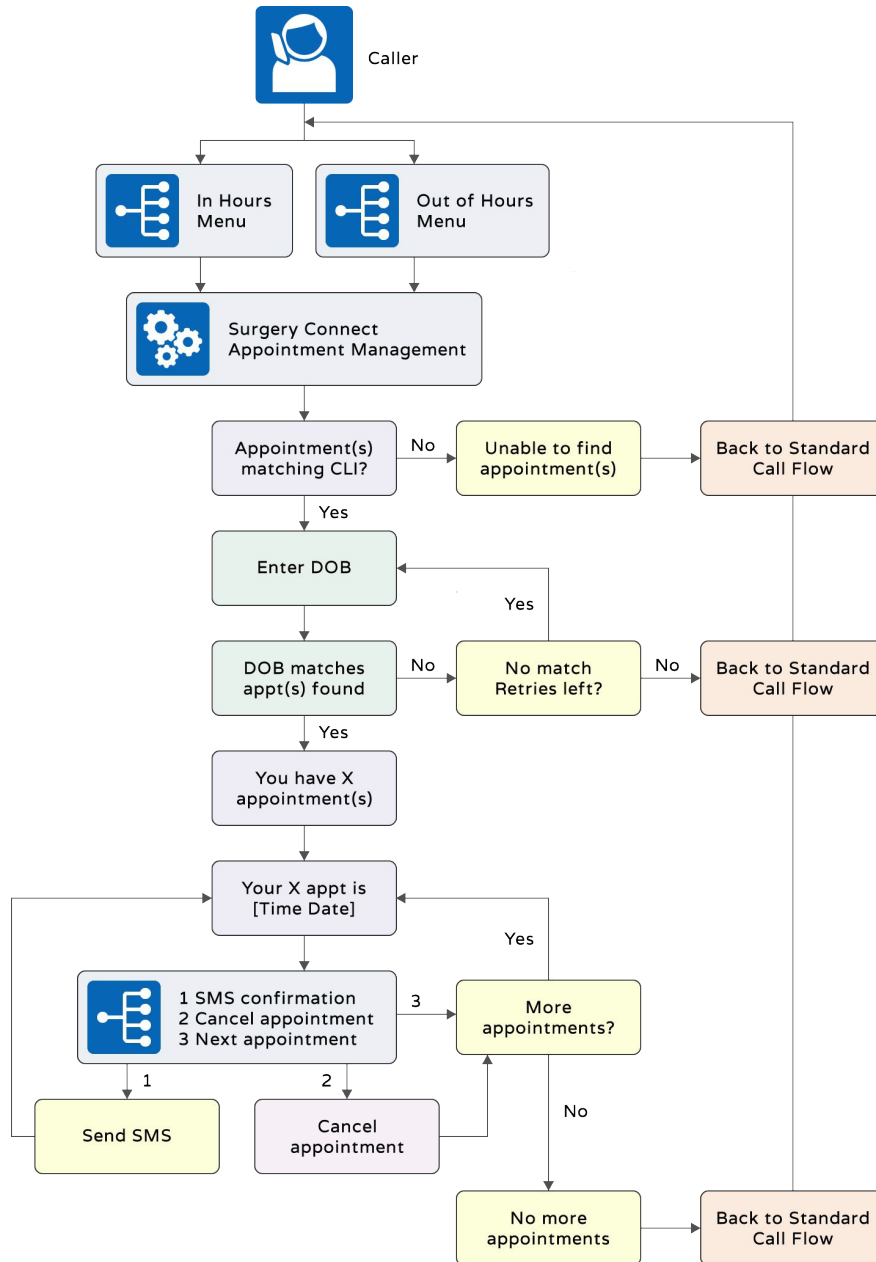 Caller
In Hours
Menu
Out of Hours
Menu
Surgery Connect
Appointment Management
Appointment(s)
matching CLI?
No
Unable to find
appointment(s)
Back to Standard
Call Flow
Yes
Enter DOB
Yes
DOB matches
appt(s) found
No
No match
Retries left?
No
Back to Standard
Call Flow
Yes
You have X
appointment(s)
Your X appt is
[Time Date]
Yes
1 SMS confirmation
2 Cancel appointment
3 Next appointment
3
More
appointments?
1
2
Send SMS
Cancel
appointment
No
No more
appointments
Back to Standard
Call Flow